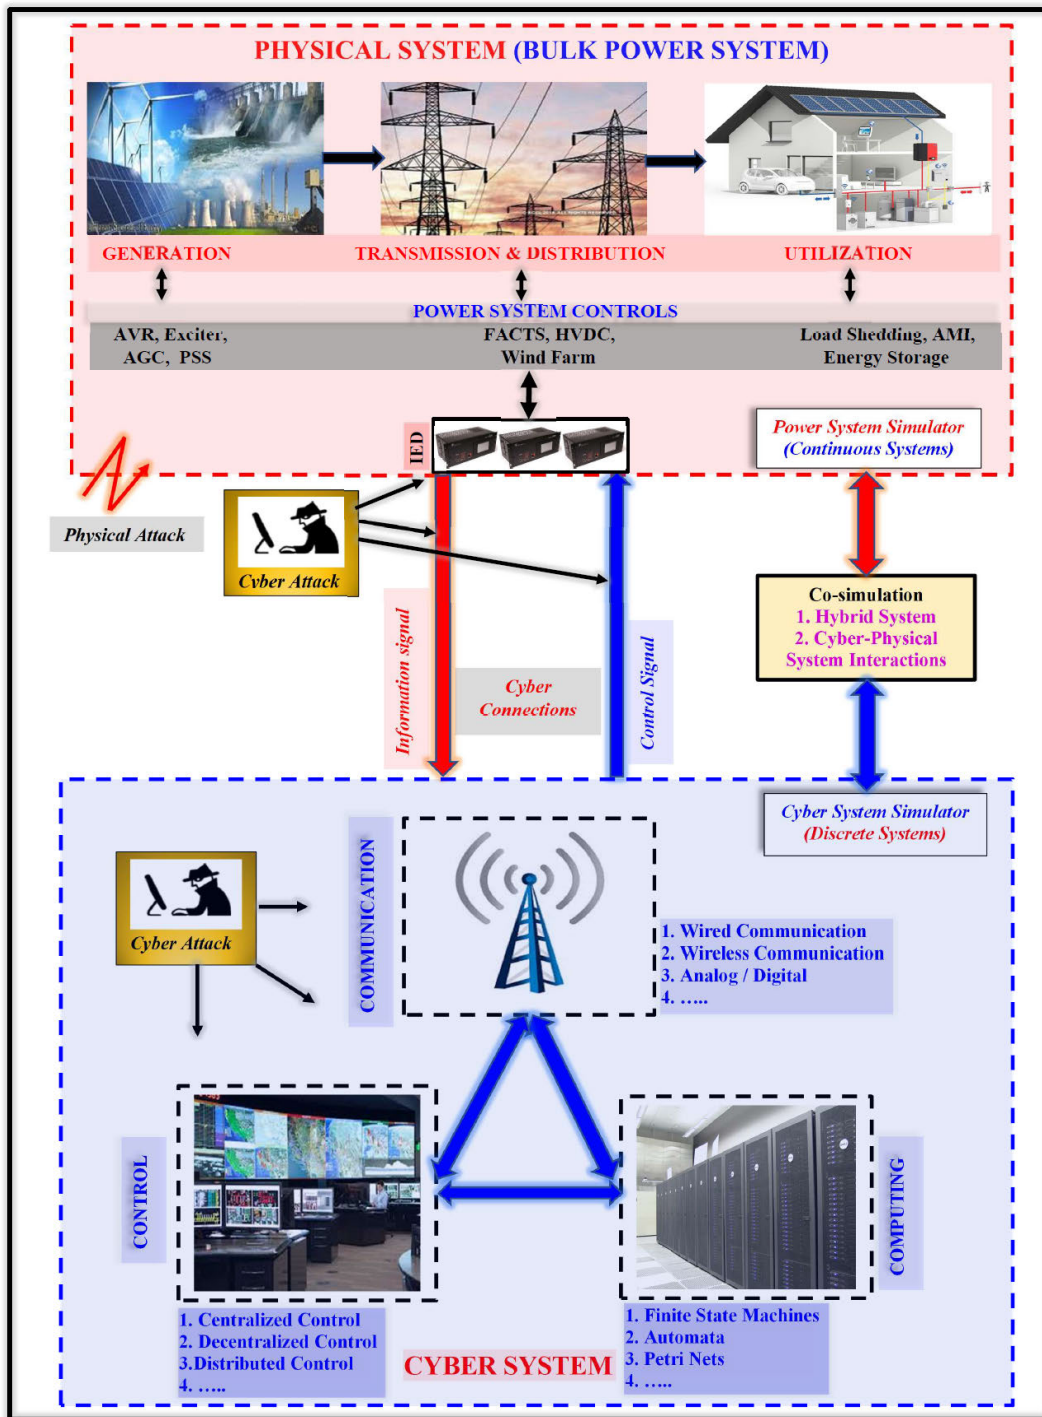 PHYSICAL SYSTEM (BULK POWER SYSTEM)
GENERATION
TRANSMISSION & DISTRIBUTION
UTILIZATION
POWER SYSTEM CONTROLS
AVR, Exciter,
AGC, PSS
FACTS, HVDC,
Wind Farm
Load Shedding, AMI,
Energy Storage
IED
Power System Simulator
(Continuous Systems)
Physical Attack
Cyber Attack
Information signal
Cyber
Connections
Control Signal
Co-simulation
1. Hybrid System
2. Cyber-Physical
System Interactions
Cyber System Simulator
(Discrete Systems)
Cyber Attack
COMMUNICATION
1. Wired Communication
2. Wireless Communication
3. Analog / Digital
4. …..
CONTROL
COMPUTING
1. Centralized Control
2. Decentralized Control
3.Distributed Control
4. …..
1. Finite State Machines
2. Automata
3. Petri Nets
4. …..
CYBER SYSTEM